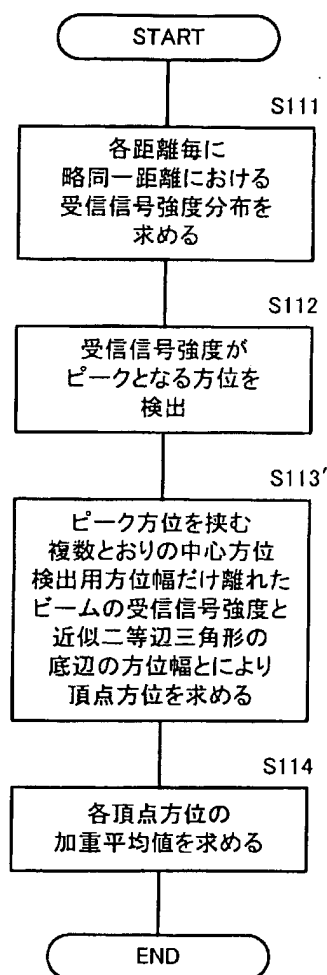 START
S111
各距離毎に
略同一距離における
受信信号強度分布を
求める
S112
受信信号強度が
ピークとなる方位を
検出
S113′
ピーク方位を挟む
複数とおりの中心方位
検出用方位幅だけ離れた
ビームの受信信号強度と
近似二等辺三角形の
底辺の方位幅とにより
頂点方位を求める
S114
各頂点方位の
加重平均値を求める
END